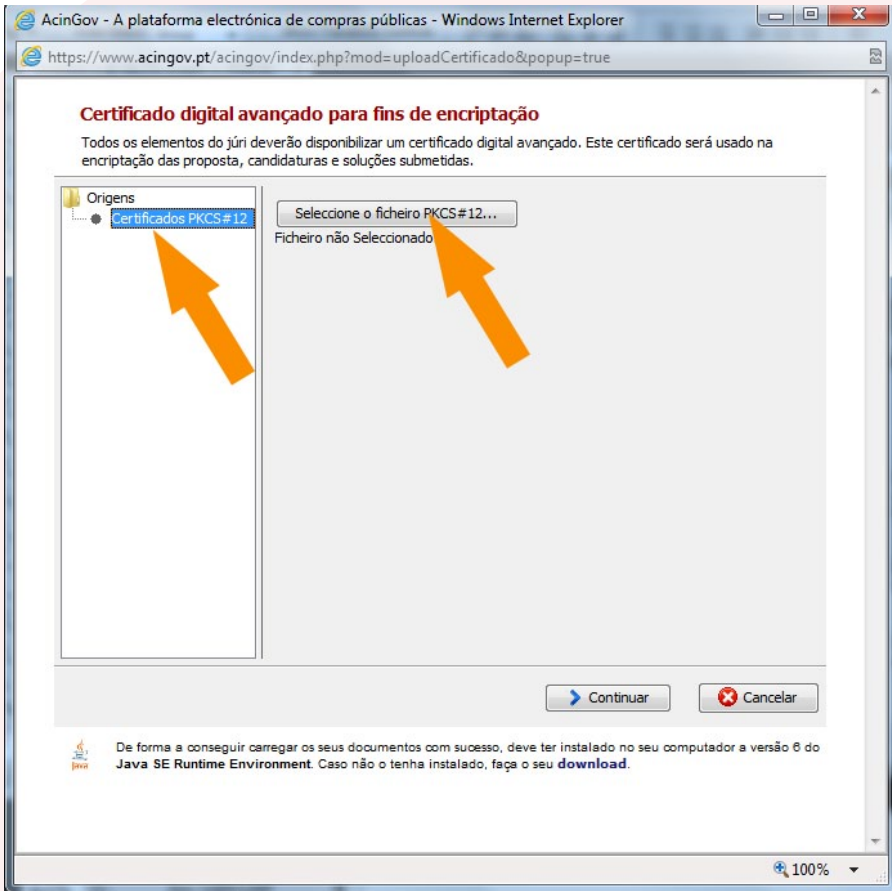 AcinGov - A plataforma electrónica de compras públicas - Windows Internet Explorer
https://www.acingov.pt/acingov/index.php?mod=uploadCertificado&popup=true
Certificado digital avançado para fins de encriptação
Todos os elementos do júri deverão disponibilizar um certificado digital avançado. Este certificado será usado na
encriptação das proposta, candidaturas e soluções submetidas.
Origens
Certificados PKCS#12
Seleccione o ficheiro PKCS#12...
Ficheiro não Seleccionado
Continuar
Cancelar
De forma a conseguir carregar os seus documentos com sucesso, deve ter instalado no seu computador a versão 6 do
Java SE Runtime Environment. Caso não o tenha instalado, faça o seu download.
Java
100%